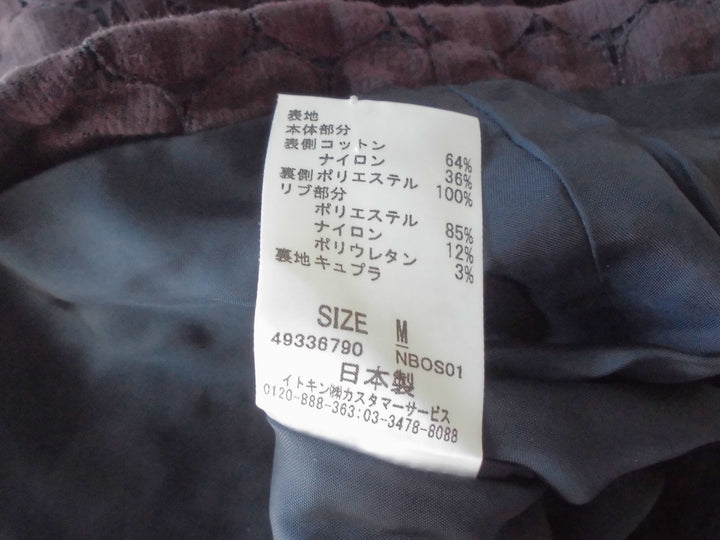 表地
本体部分
表側コットン 64%
ナイロン 36%
裏側ポリエステル 100%
リブ部分
ポリエステル 85%
ナイロン 12%
ポリウレタン 3%
裏地キュプラ
SIZE M
49336790 NBOS01
日本製
イトキン㈱カスタマーサービス
0120-888-363:03-3478-8088